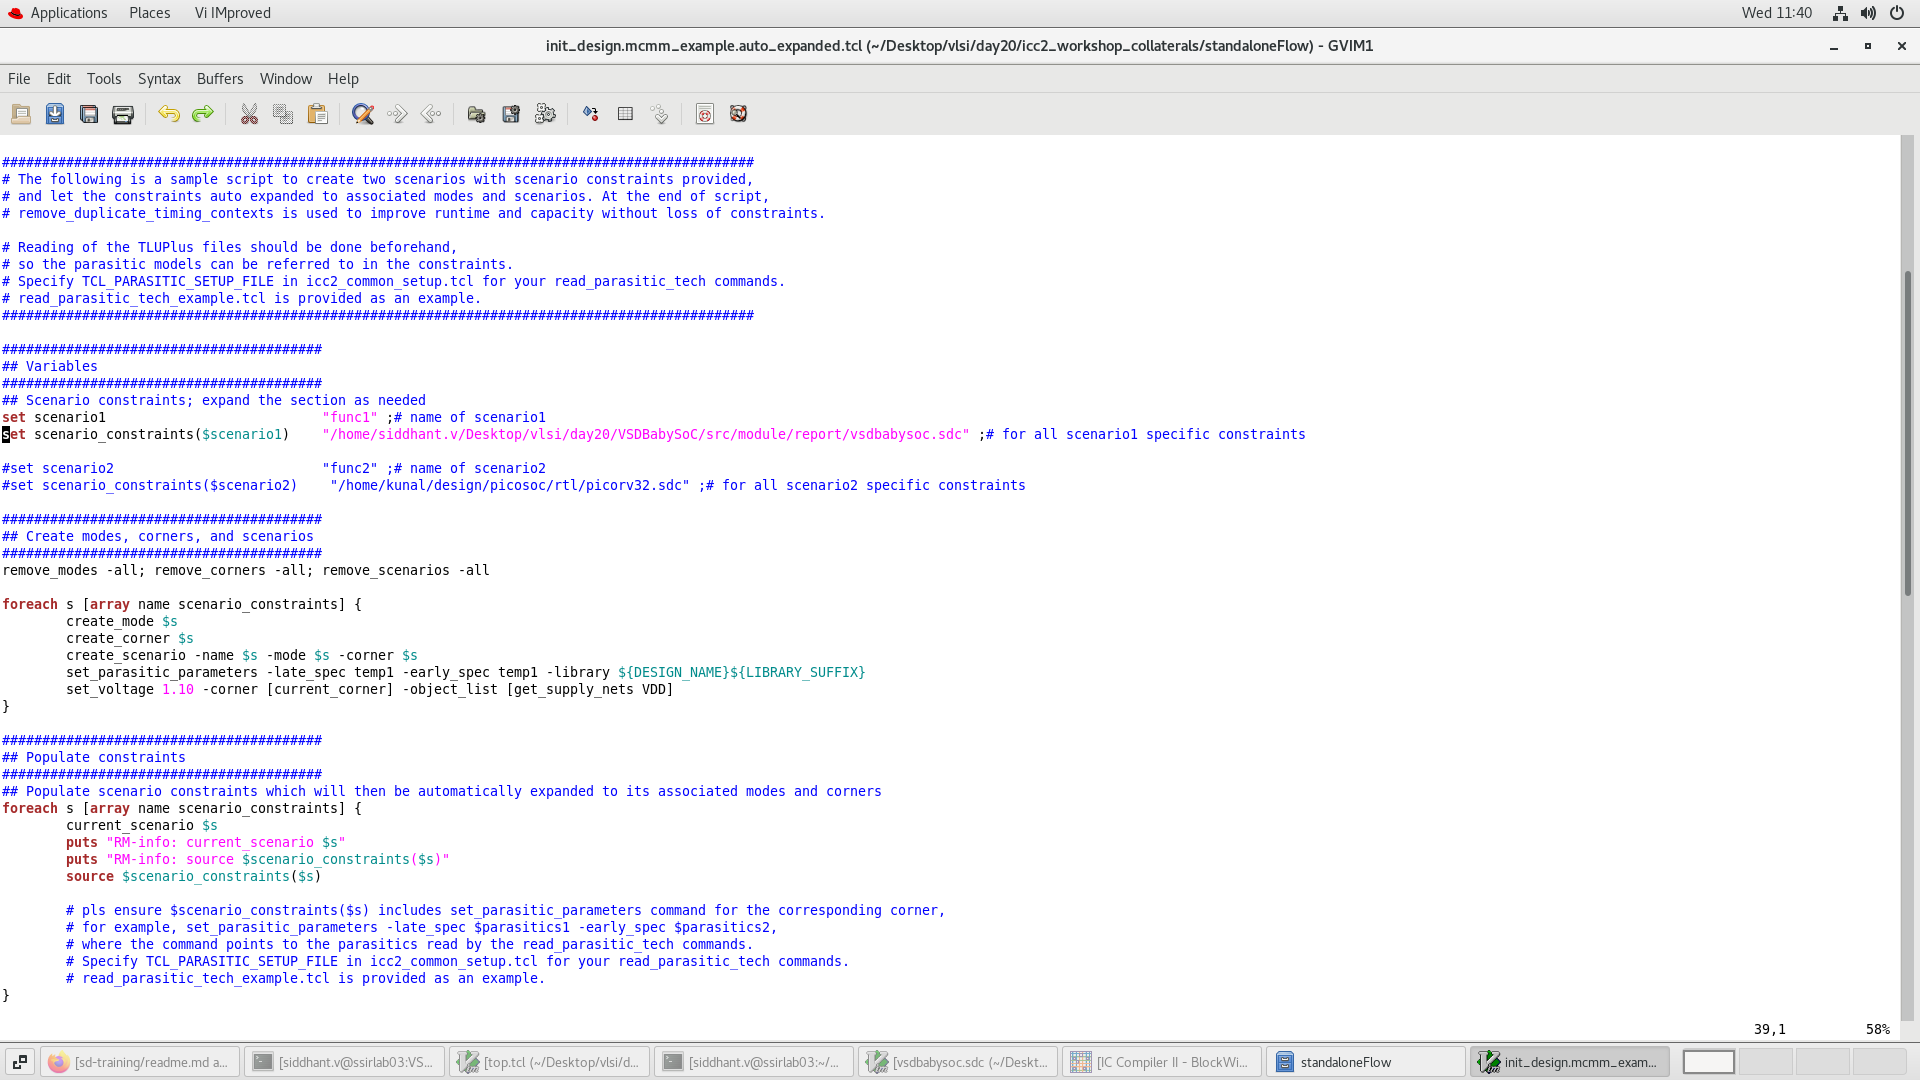 Applications Places Vi IMproved Wed 11:40
init_design.mcmm_example.auto_expanded.tcl (~/Desktop/vlsi/day20/icc2_workshop_collaterals/standaloneFlow) - GVIM1
File Edit Tools Syntax Buffers Window Help
##############################################################################################
# The following is a sample script to create two scenarios with scenario constraints provided,
# and let the constraints auto expanded to associated modes and scenarios. At the end of script,
# remove_duplicate_timing_contexts is used to improve runtime and capacity without loss of constraints.
# Reading of the TLUPlus files should be done beforehand,
# so the parasitic models can be referred to in the constraints.
# Specify TCL_PARASITIC_SETUP_FILE in icc2_common_setup.tcl for your read_parasitic_tech commands.
# read_parasitic_tech_example.tcl is provided as an example.
##############################################################################################
########################################
## Variables
########################################
## Scenario constraints; expand the section as needed
set scenario1 "func1" ;# name of scenario1
set scenario_constraints($scenario1) "/home/siddhant.v/Desktop/vlsi/day20/VSDBabySoC/src/module/report/vsdbabysoc.sdc" ;# for all scenario1 specific constraints
#set scenario2 "func2" ;# name of scenario2
#set scenario_constraints($scenario2) "/home/kunal/design/picosoc/rtl/picorv32.sdc" ;# for all scenario2 specific constraints
########################################
## Create modes, corners, and scenarios
########################################
remove_modes -all; remove_corners -all; remove_scenarios -all
foreach s [array name scenario_constraints] {
create_mode $s
create_corner $s
create_scenario -name $s -mode $s -corner $s
set_parasitic_parameters -late_spec temp1 -early_spec temp1 -library ${DESIGN_NAME}${LIBRARY_SUFFIX}
set_voltage 1.10 -corner [current_corner] -object_list [get_supply_nets VDD]
}
########################################
## Populate constraints
########################################
## Populate scenario constraints which will then be automatically expanded to its associated modes and corners
foreach s [array name scenario_constraints] {
current_scenario $s
puts "RM-info: current_scenario $s"
puts "RM-info: source $scenario_constraints($s)"
source $scenario_constraints($s)
# pls ensure $scenario_constraints($s) includes set_parasitic_parameters command for the corresponding corner,
# for example, set_parasitic_parameters -late_spec $parasitics1 -early_spec $parasitics2,
# where the command points to the parasitics read by the read_parasitic_tech commands.
# Specify TCL_PARASITIC_SETUP_FILE in icc2_common_setup.tcl for your read_parasitic_tech commands.
# read_parasitic_tech_example.tcl is provided as an example.
}
39,1 58%
[sd-training/readme.md a... [siddhant.v@ssirlab03:VS... [top.tcl (~/Desktop/vlsi/d... [siddhant.v@ssirlab03:~/... [vsdbabysoc.sdc (~/Deskt... [IC Compiler II - BlockWi... standaloneFlow init_design.mcmm_exam...